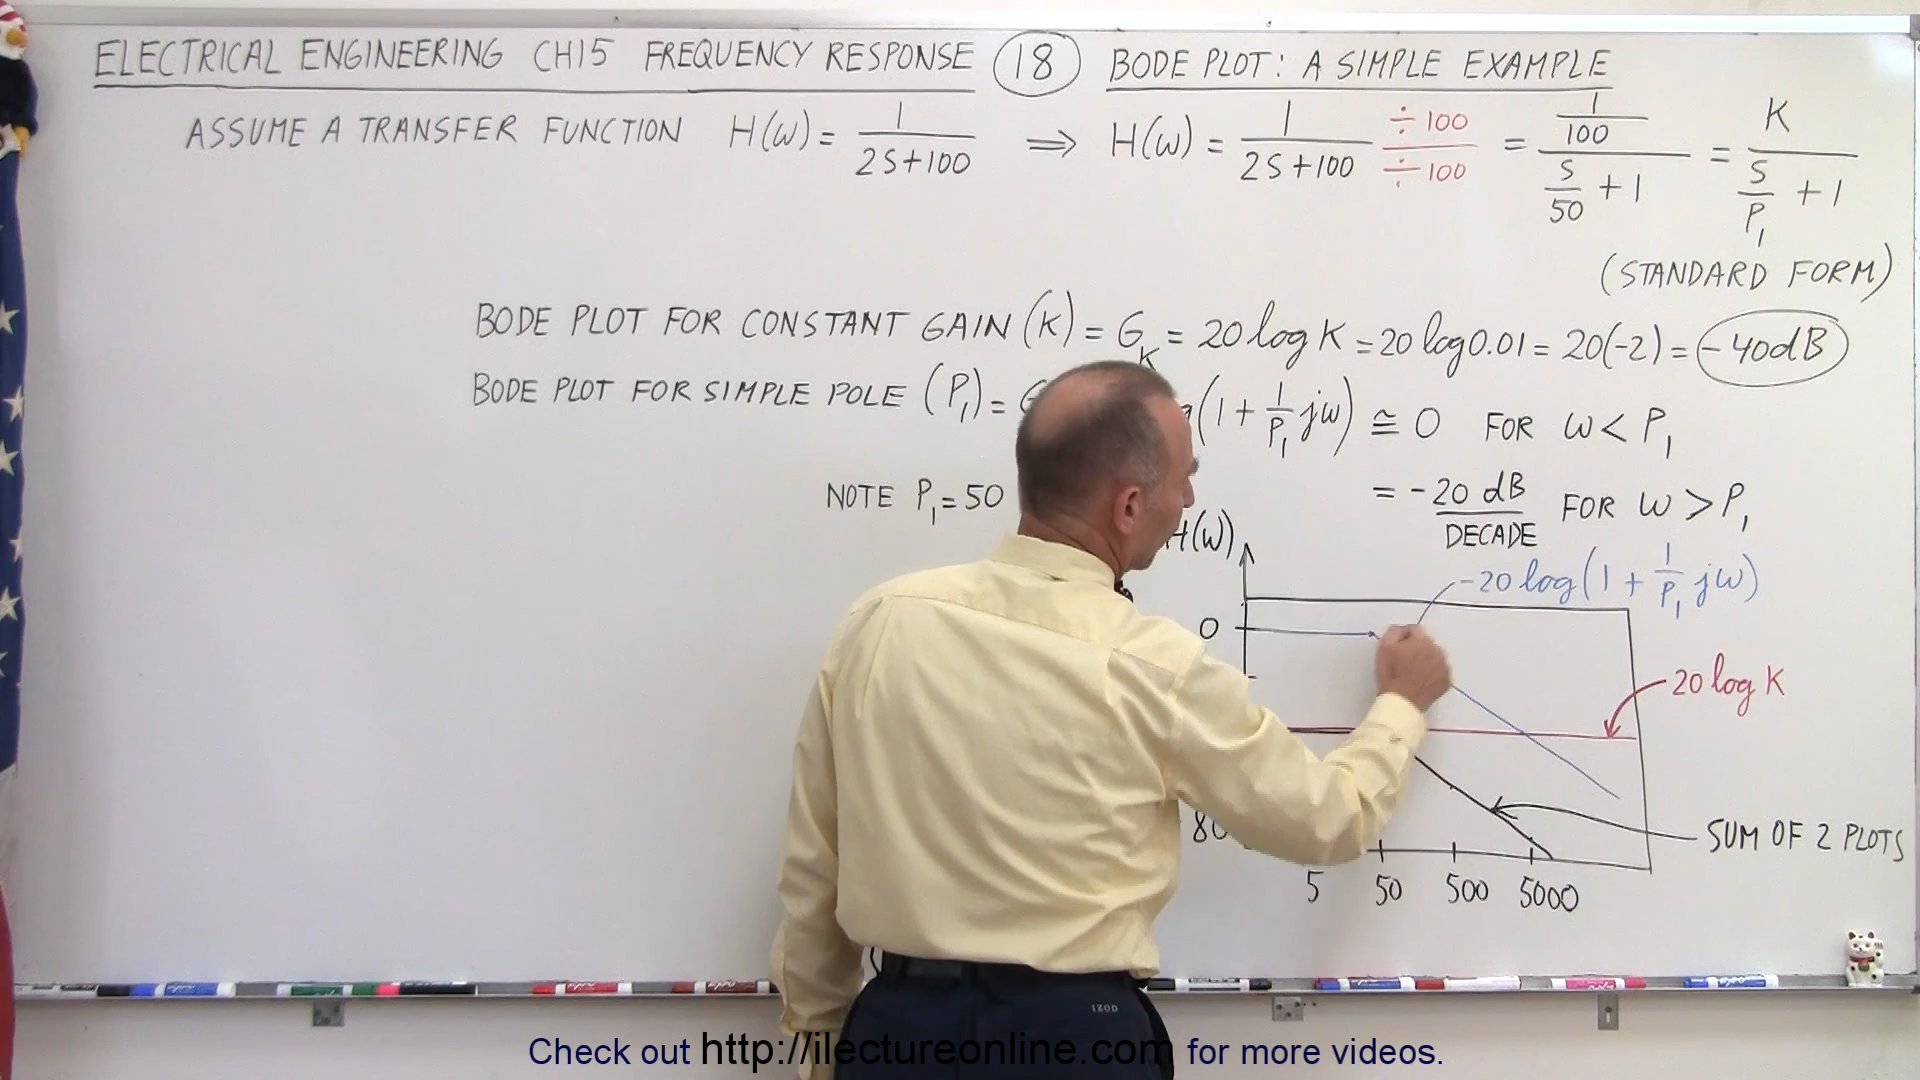 ELECTRICAL ENGINEERING CH15 FREQUENCY RESPONSE 18 BODE PLOT: A SIMPLE EXAMPLE
ASSUME A TRANSFER FUNCTION H(ω) = 1/(2S+100) ⇒ H(ω) = 1/(2S+100) ÷100/÷100 = (1/100)/(S/50 + 1) = K/(S/P₁ + 1)
(STANDARD FORM)
BODE PLOT FOR CONSTANT GAIN (K) = G_K = 20 log K = 20 log 0.01 = 20(-2) = -40dB
BODE PLOT FOR SIMPLE POLE (P₁) = (1 + 1/P₁ jω) ≅ 0 FOR ω < P₁
NOTE P₁ = 50 = -20 dB/DECADE FOR ω > P₁
H(ω)
-20 log(1 + 1/P₁ jω)
0
20 log K
80
SUM OF 2 PLOTS
5 50 500 5000
IZOD
Check out http://ilectureonline.com for more videos.